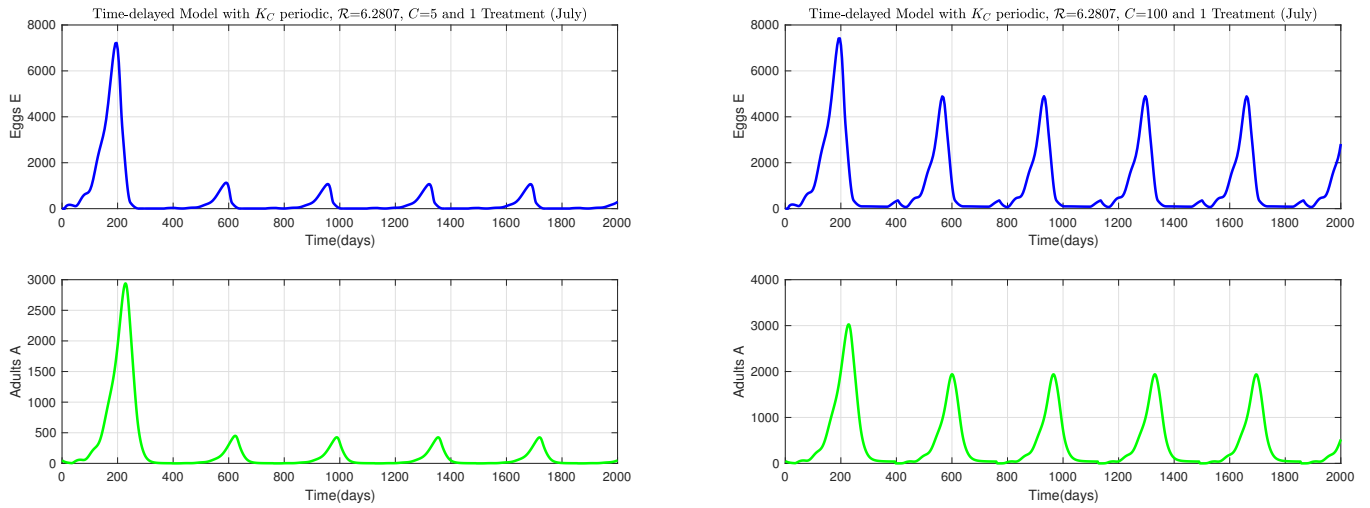 Time-delayed Model with K_C periodic, ℛ=6.2807, C=5 and 1 Treatment (July)
8000
6000
4000
2000
0
Eggs E
0 200 400 600 800 1000 1200 1400 1600 1800 2000
Time(days)
3000
2500
2000
1500
1000
500
0
Adults A
0 200 400 600 800 1000 1200 1400 1600 1800 2000
Time(days)
Time-delayed Model with K_C periodic, ℛ=6.2807, C=100 and 1 Treatment (July)
8000
6000
4000
2000
0
Eggs E
0 200 400 600 800 1000 1200 1400 1600 1800 2000
Time(days)
4000
3000
2000
1000
0
Adults A
0 200 400 600 800 1000 1200 1400 1600 1800 2000
Time(days)